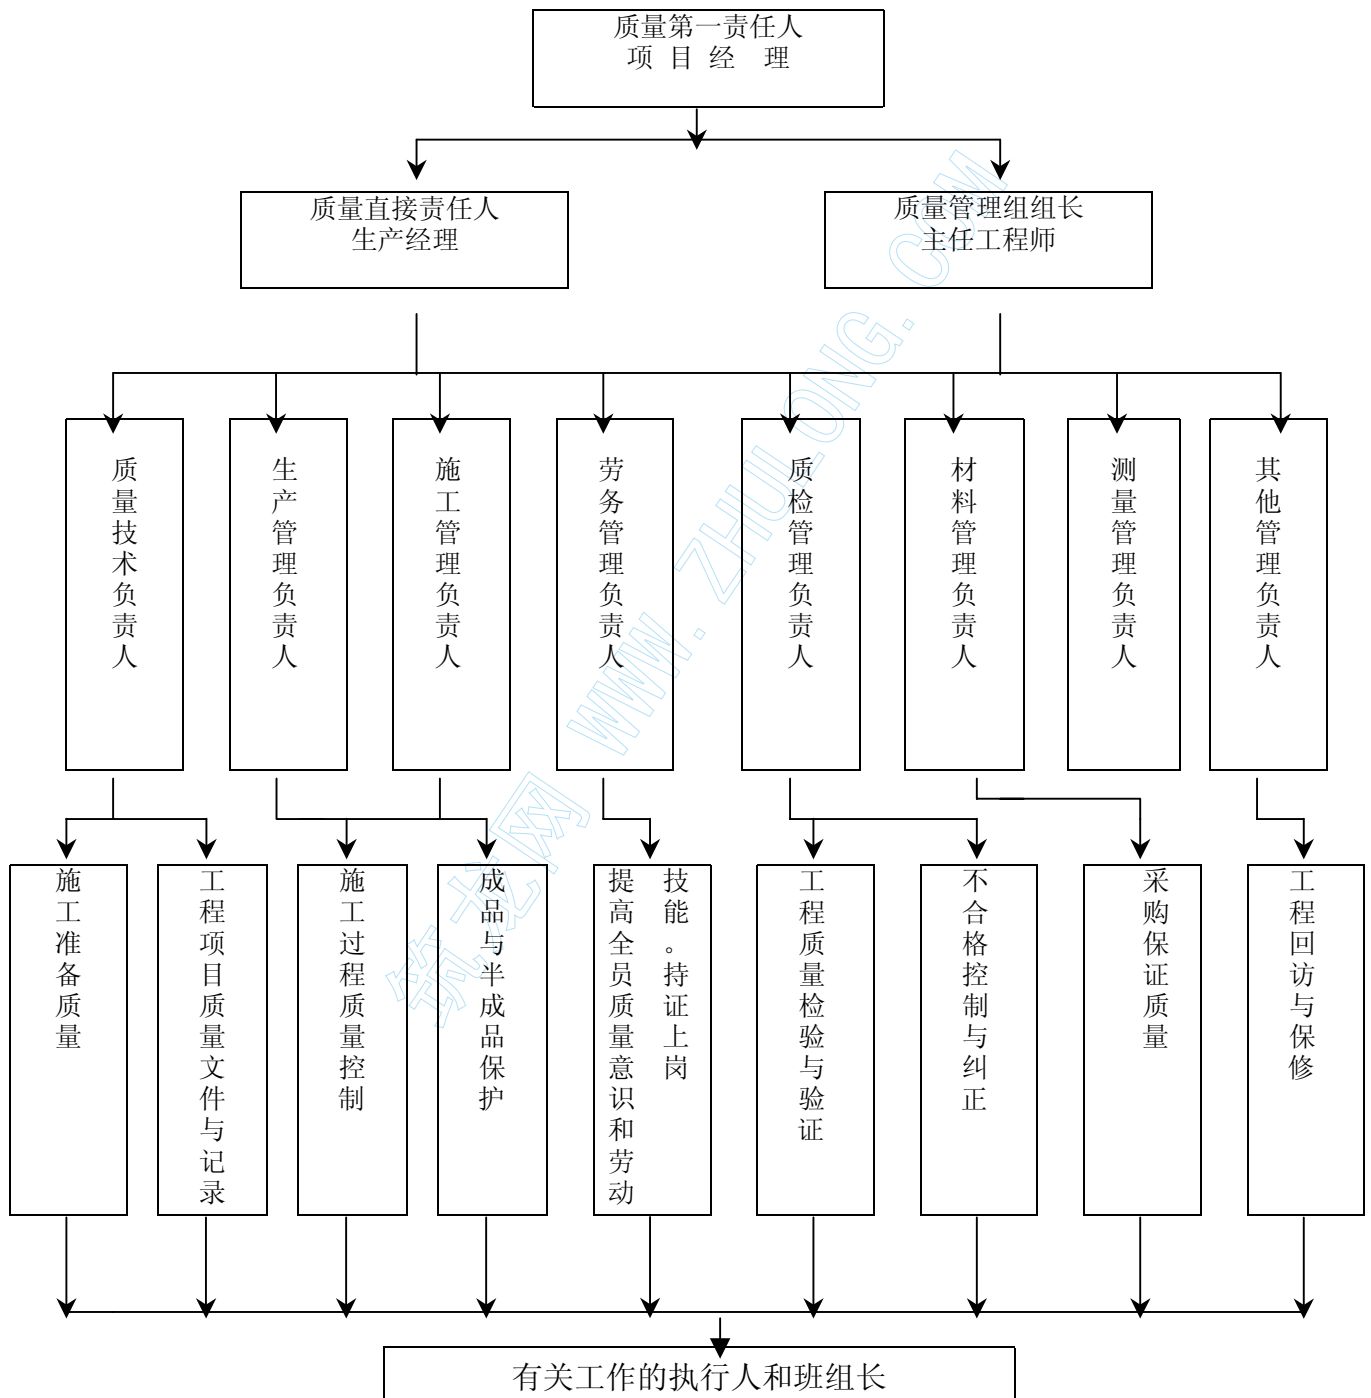 质量第一责任人
项 目 经 理
质量直接责任人
生产经理
质量管理组组长
主任工程师
质量技术负责人
生产管理负责人
施工管理负责人
劳务管理负责人
质检管理负责人
材料管理负责人
测量管理负责人
其他管理负责人
施工准备质量
工程项目质量文件与记录
施工过程质量控制
成品与半成品保护
提高全员质量意识和劳动
技能。持证上岗
工程质量检验与验证
不合格控制与纠正
采购保证质量
工程回访与保修
有关工作的执行人和班组长
筑龙网 WWW.ZHULONG.COM